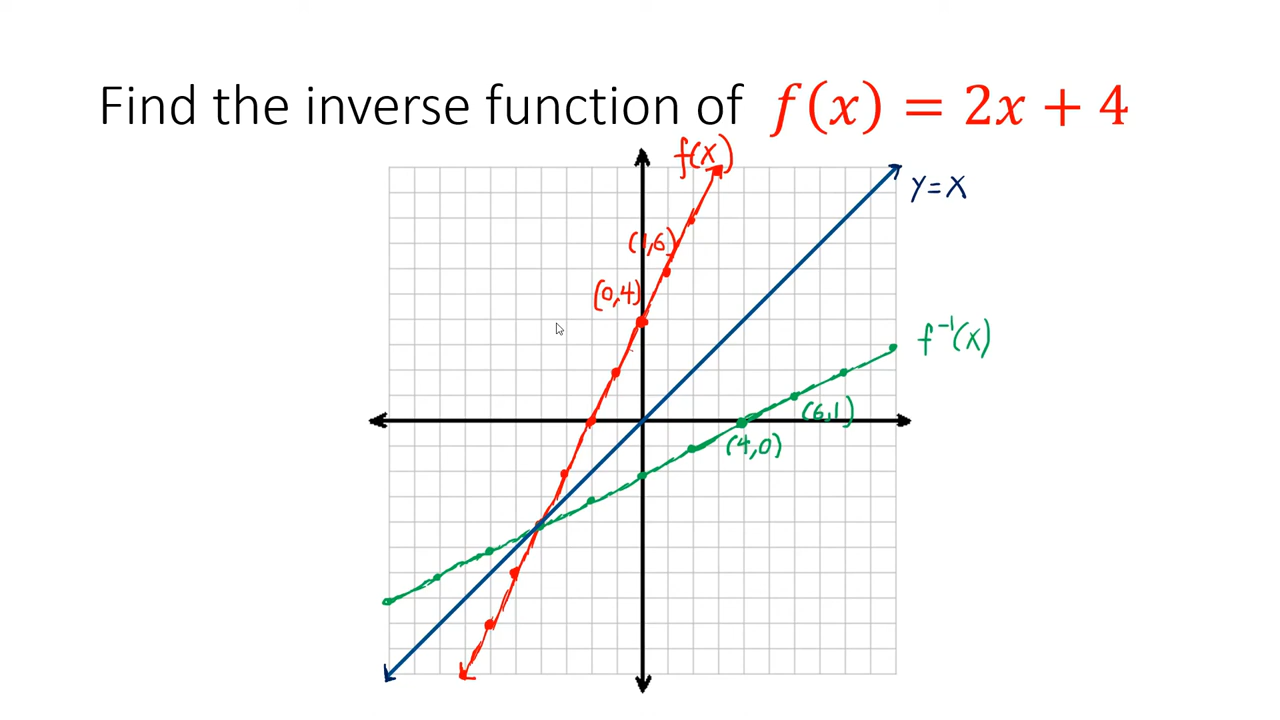 Find the inverse function of f(x) = 2x + 4
f(x)
y=x
(1,6)
(0,4)
f⁻¹(x)
(6,1)
(4,0)